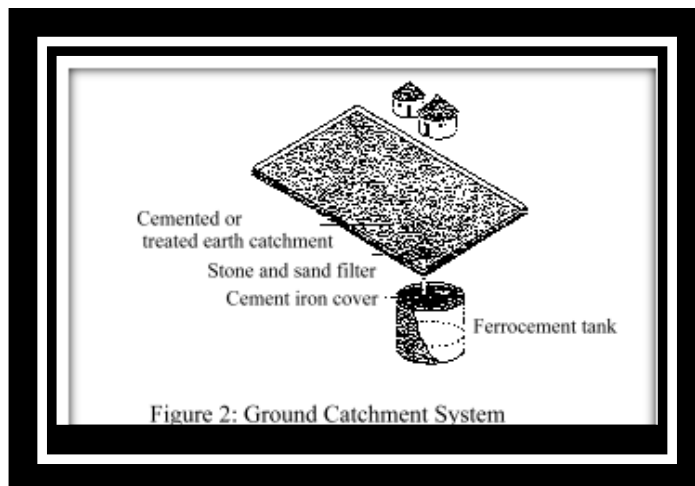 Cemented or
treated earth catchment
Stone and sand filter
Cement iron cover
Ferrocement tank
Figure 2: Ground Catchment System